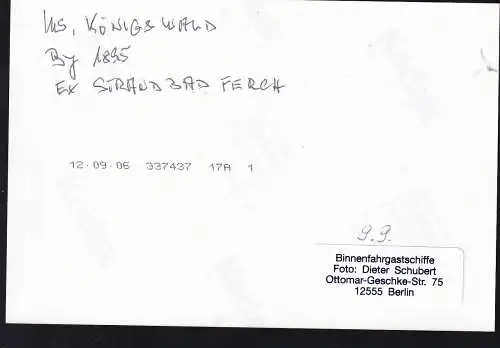 MS. KÖNIGSWALD
Bj 1895
EX STRANDBAD FERCH
12·09·06 337437 17A 1
9.9.
Binnenfahrgastschiffe
Foto: Dieter Schubert
Ottomar-Geschke-Str. 75
12555 Berlin